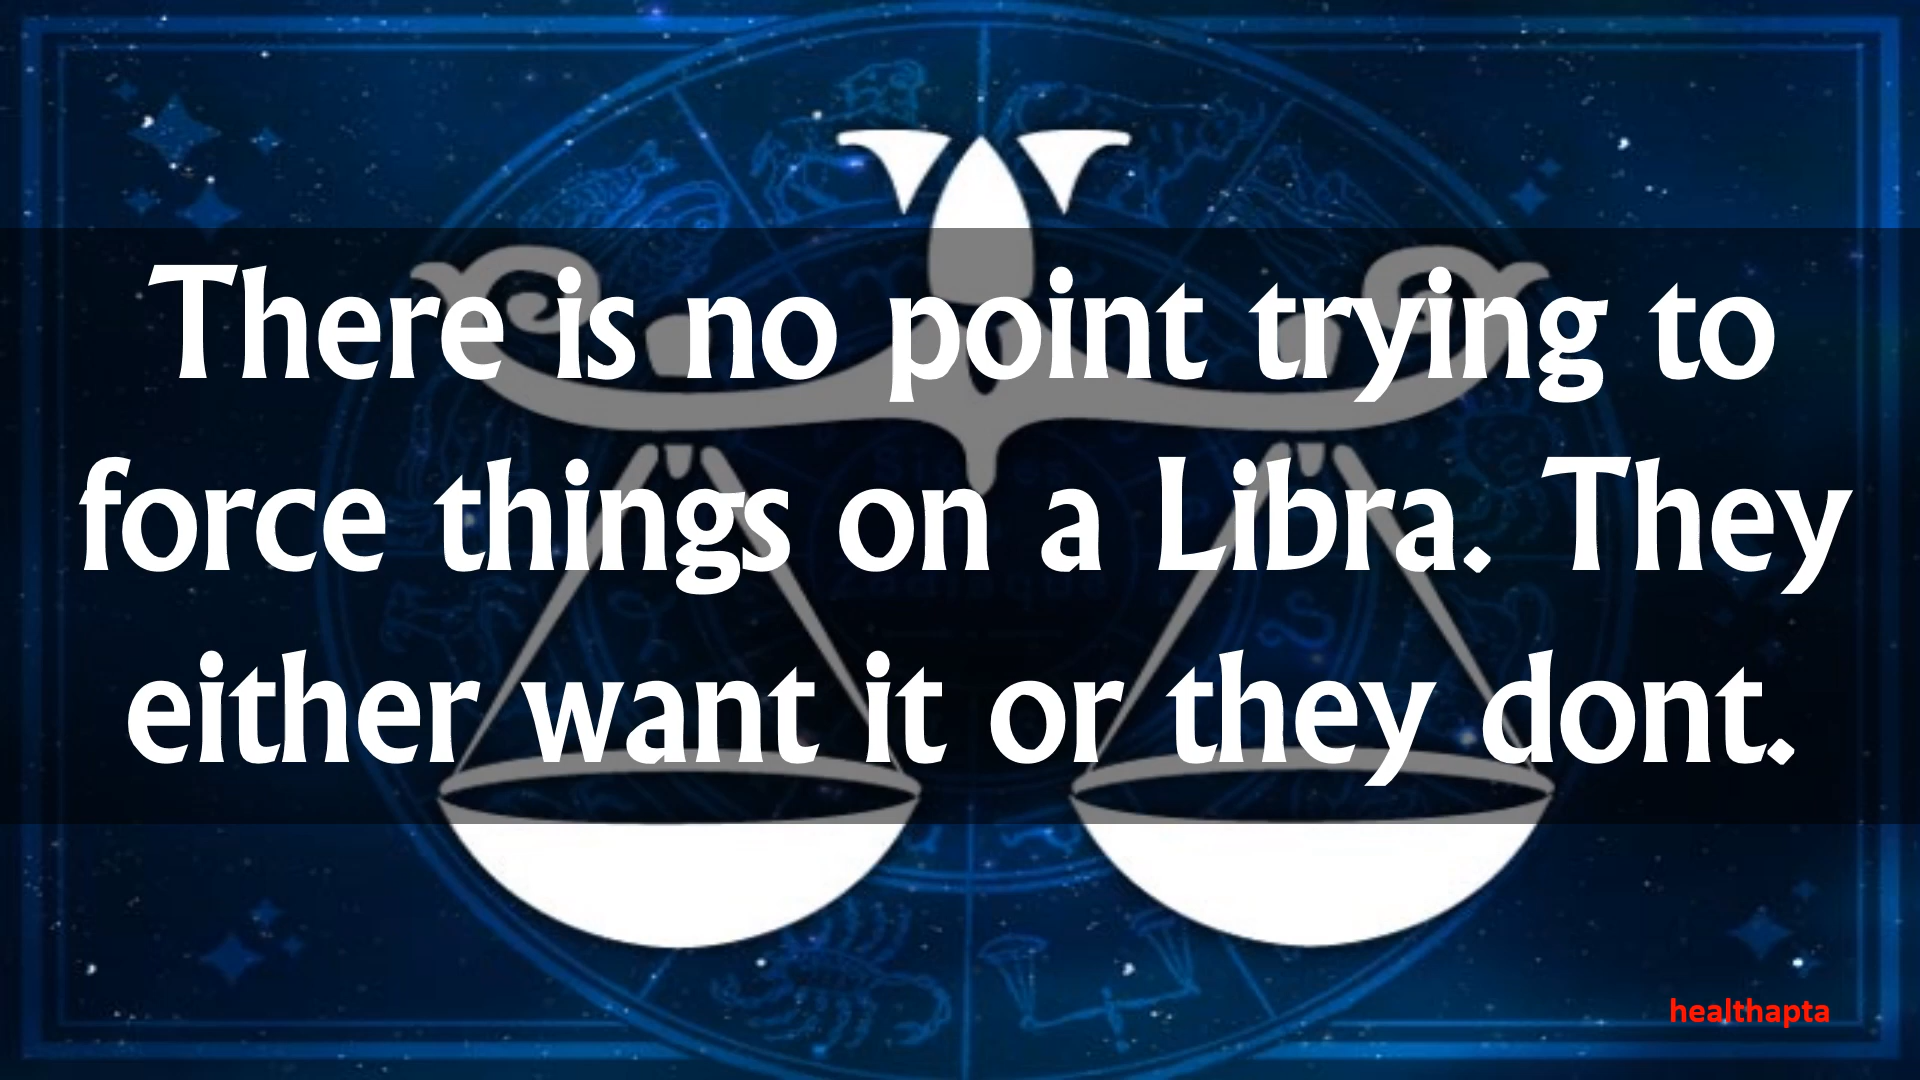 There is no point trying to
force things on a Libra. They
either want it or they dont.
healthapta